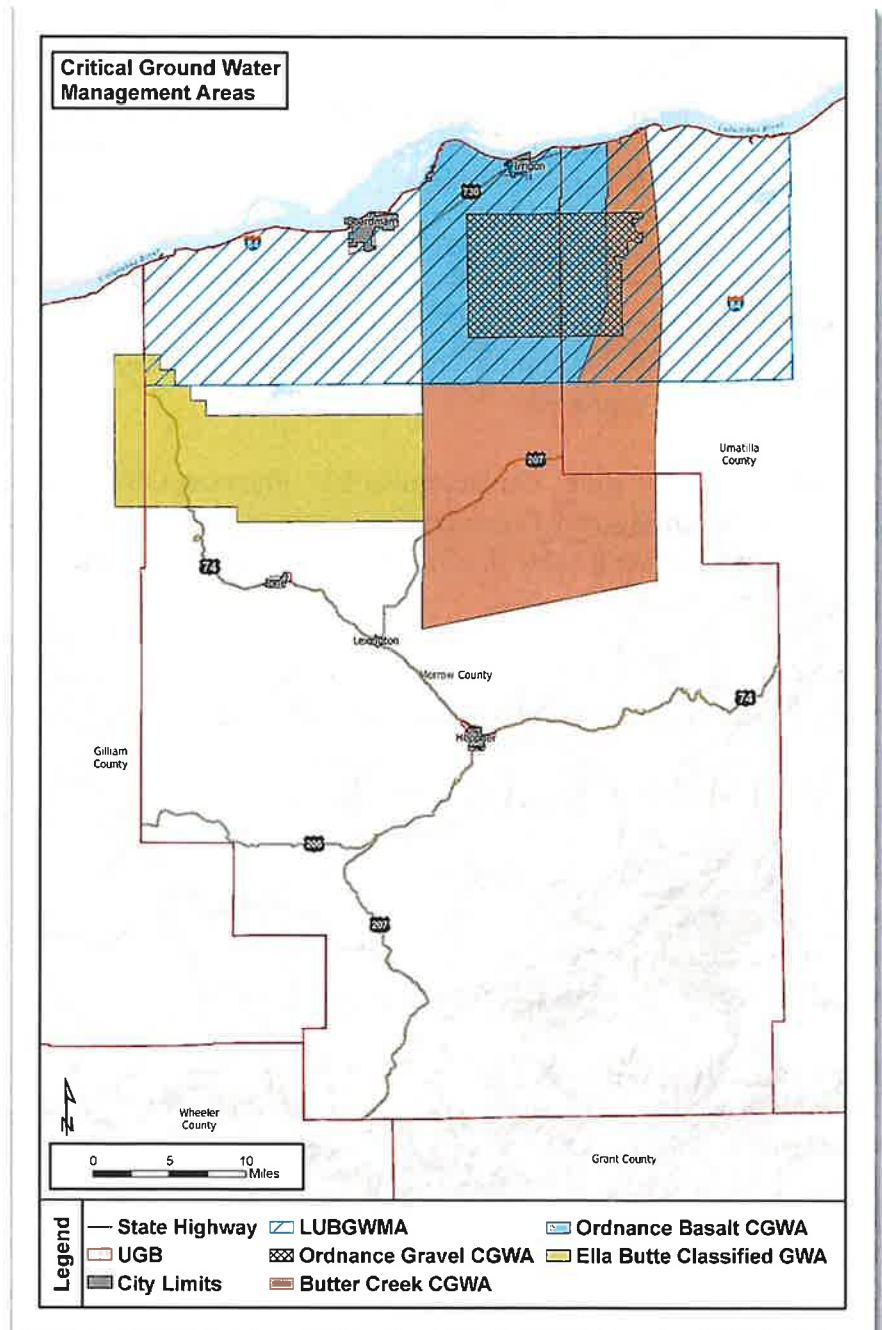 Critical Ground Water
Management Areas
Columbia River
Irrigon
730
Boardman
84
Columbia River
84
Umatilla
County
207
74
Lexington
Morrow County
74
Heppner
Gilliam
County
206
207
N
Wheeler
County
0 5 10
Miles
Grant County
Legend
State Highway
LUBGWMA
Ordnance Basalt CGWA
UGB
Ordnance Gravel CGWA
Ella Butte Classified GWA
City Limits
Butter Creek CGWA